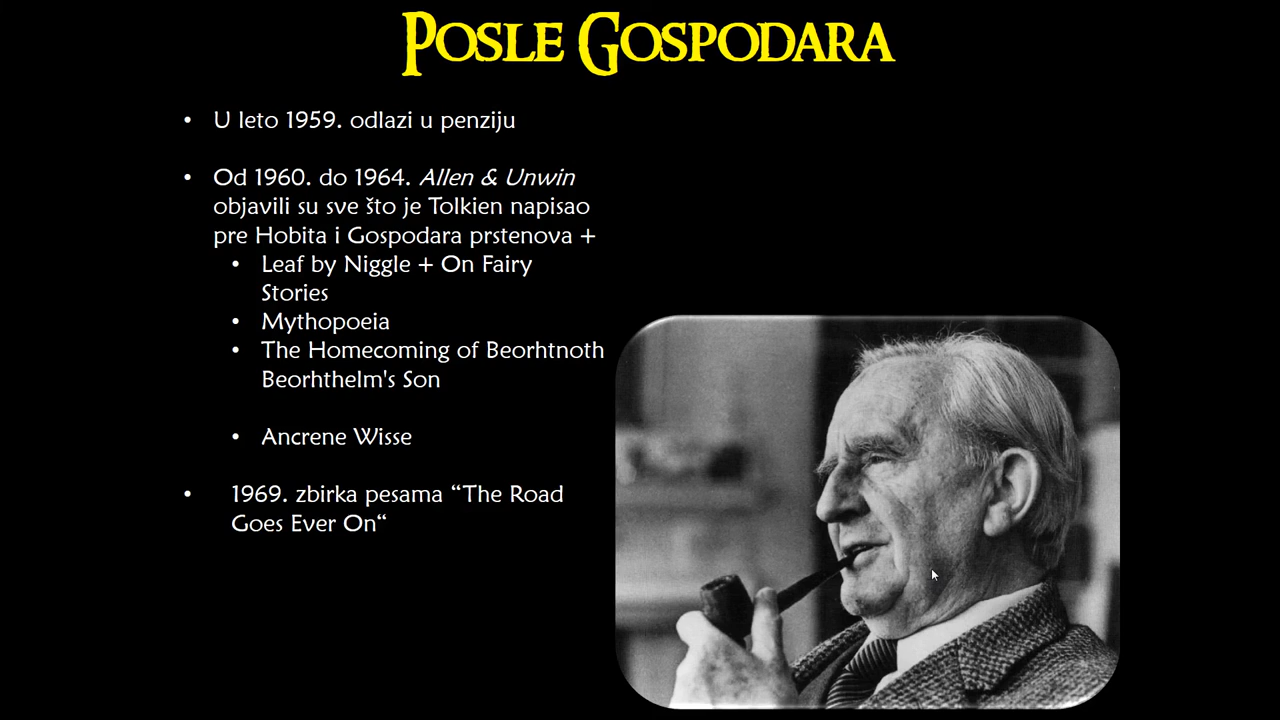 POSLE GOSPODARA
• U leto 1959. odlazi u penziju
• Od 1960. do 1964. Allen & Unwin
objavili su sve što je Tolkien napisao
pre Hobita i Gospodara prstenova +
• Leaf by Niggle + On Fairy
Stories
• Mythopoeia
• The Homecoming of Beorhtnoth
Beorhthelm's Son
• Ancrene Wisse
• 1969. zbirka pesama “The Road
Goes Ever On“